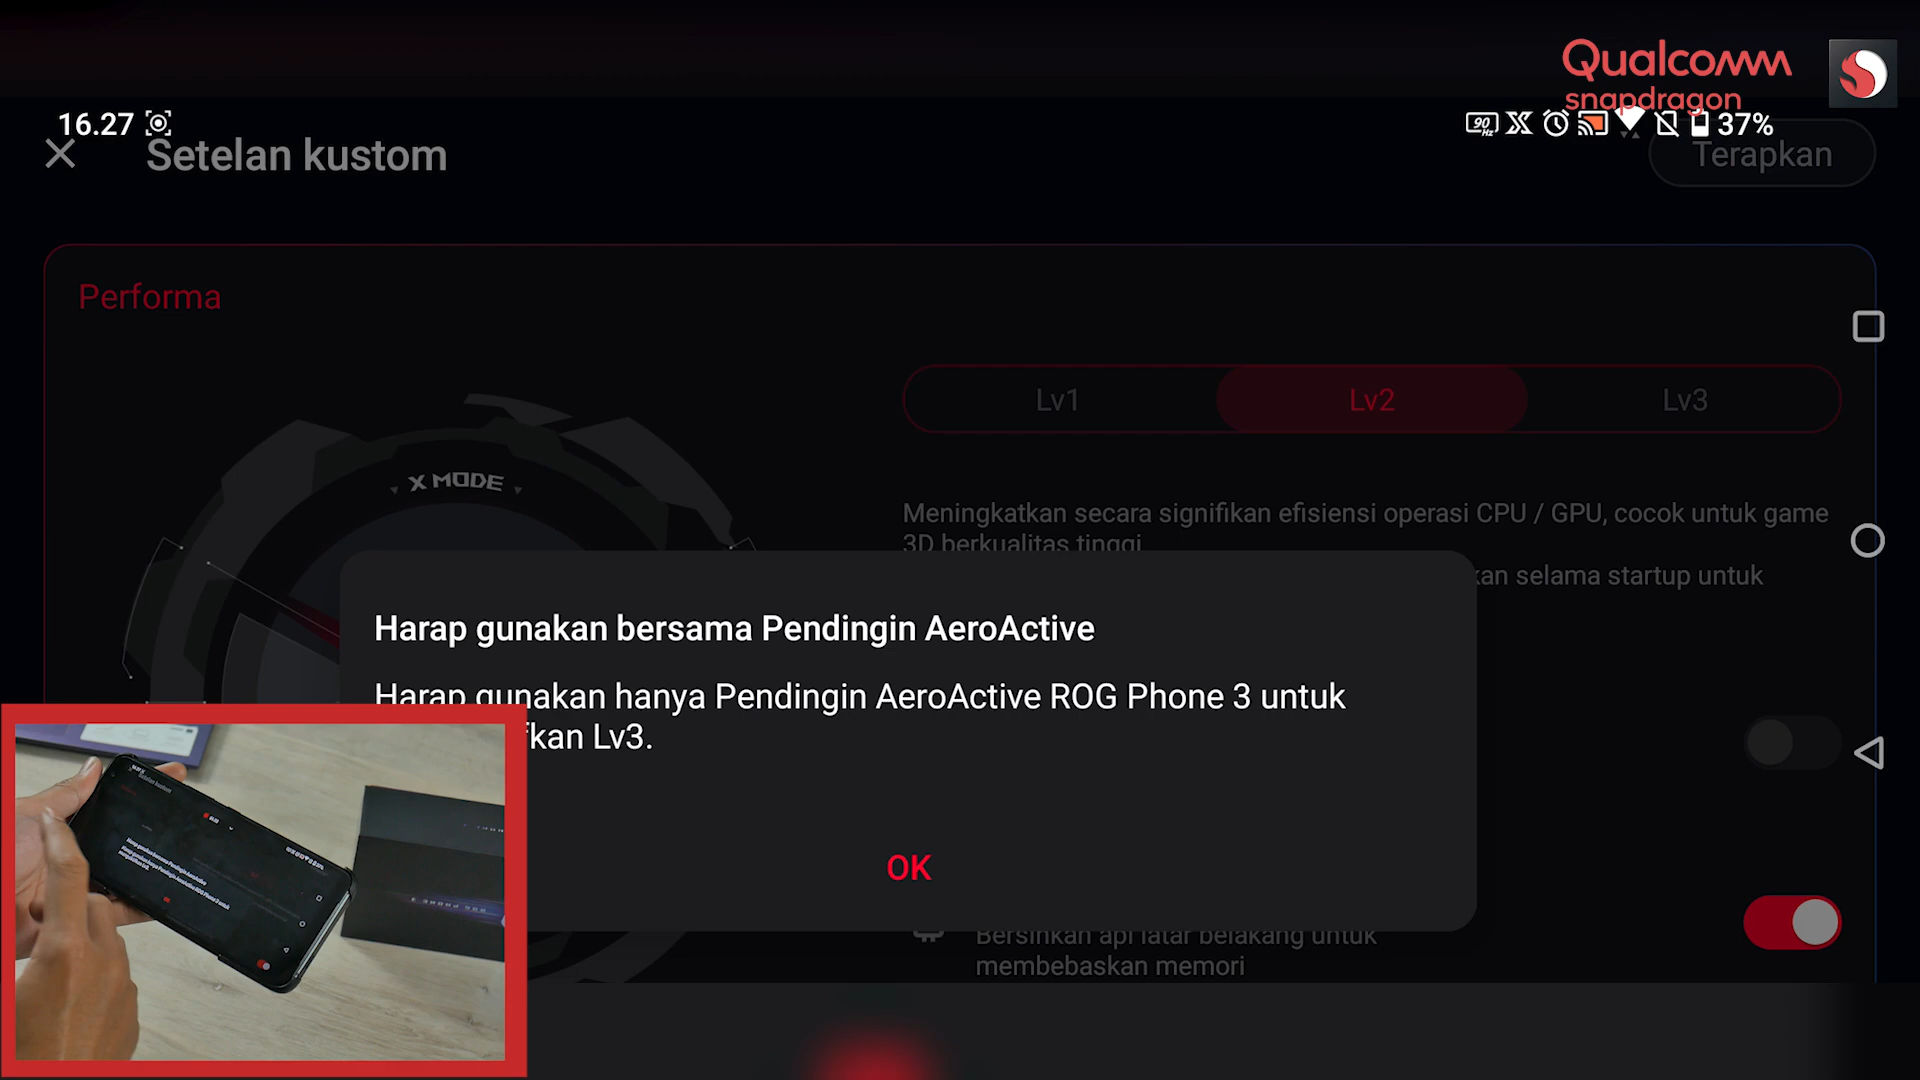 Qualcomm
snapdragon
16.27
90Hz
37%
Setelan kustom
Terapkan
Performa
Lv1
Lv2
Lv3
X MODE
Meningkatkan secara signifikan efisiensi operasi CPU / GPU, cocok untuk game
3D berkualitas tinggi
kan selama startup untuk
Harap gunakan bersama Pendingin AeroActive
Harap gunakan hanya Pendingin AeroActive ROG Phone 3 untuk
fkan Lv3.
OK
Bersihkan api latar belakang untuk
membebaskan memori